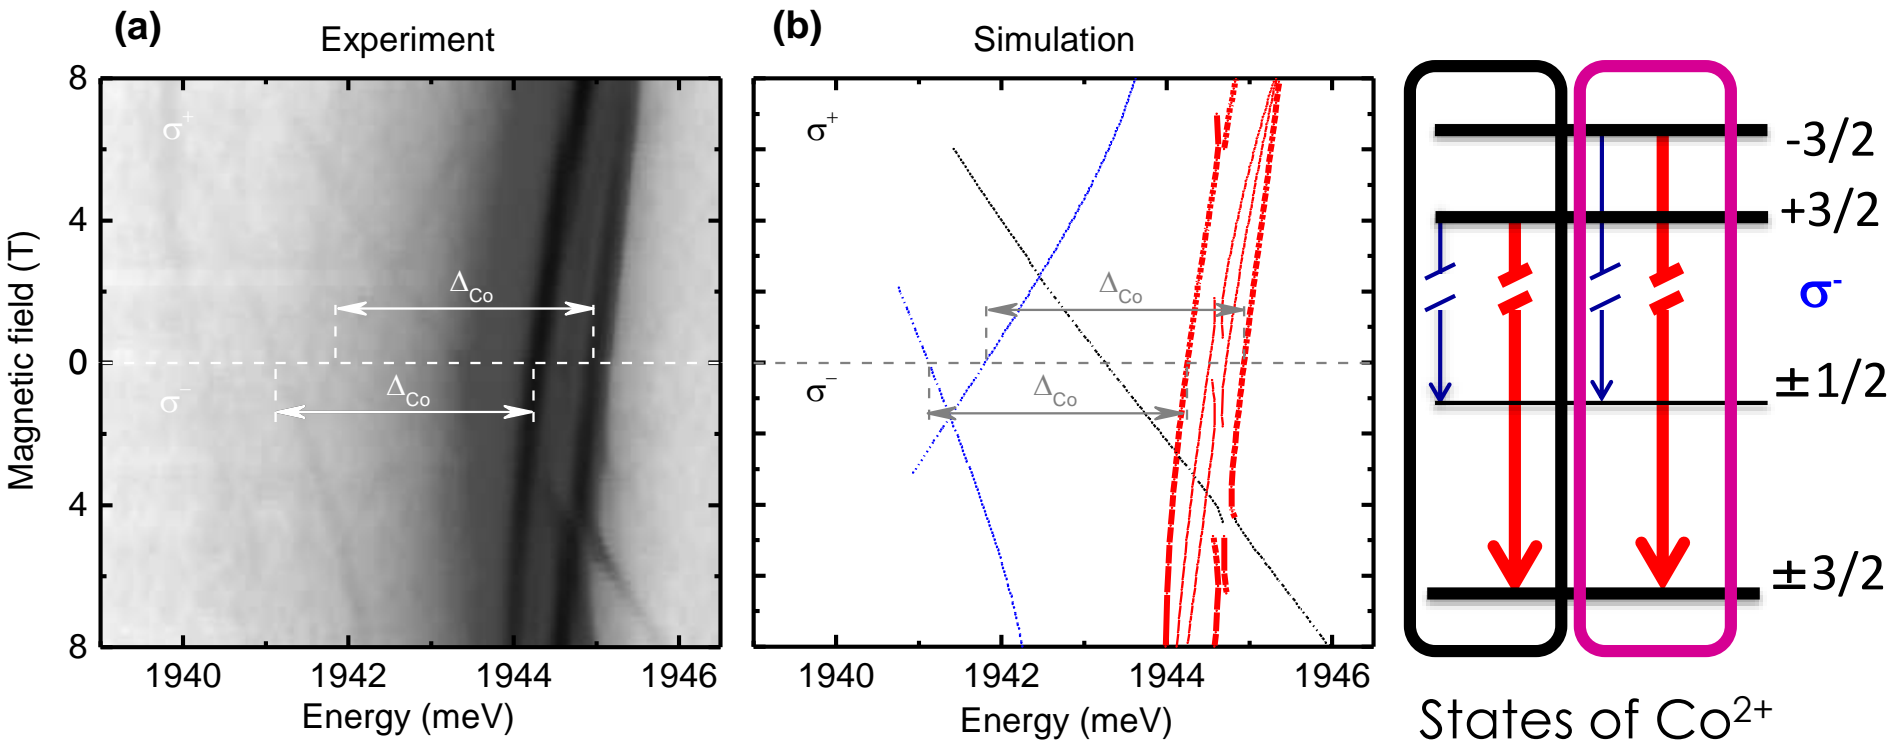 (a) Experiment
8
σ+
4
ΔCo
0
σ−
ΔCo
4
8
1940 1942 1944 1946
Energy (meV)
Magnetic field (T)
(b) Simulation
σ+
ΔCo
σ−
ΔCo
1940 1942 1944 1946
Energy (meV)
-3/2
+3/2
σ-
±1/2
±3/2
States of Co2+